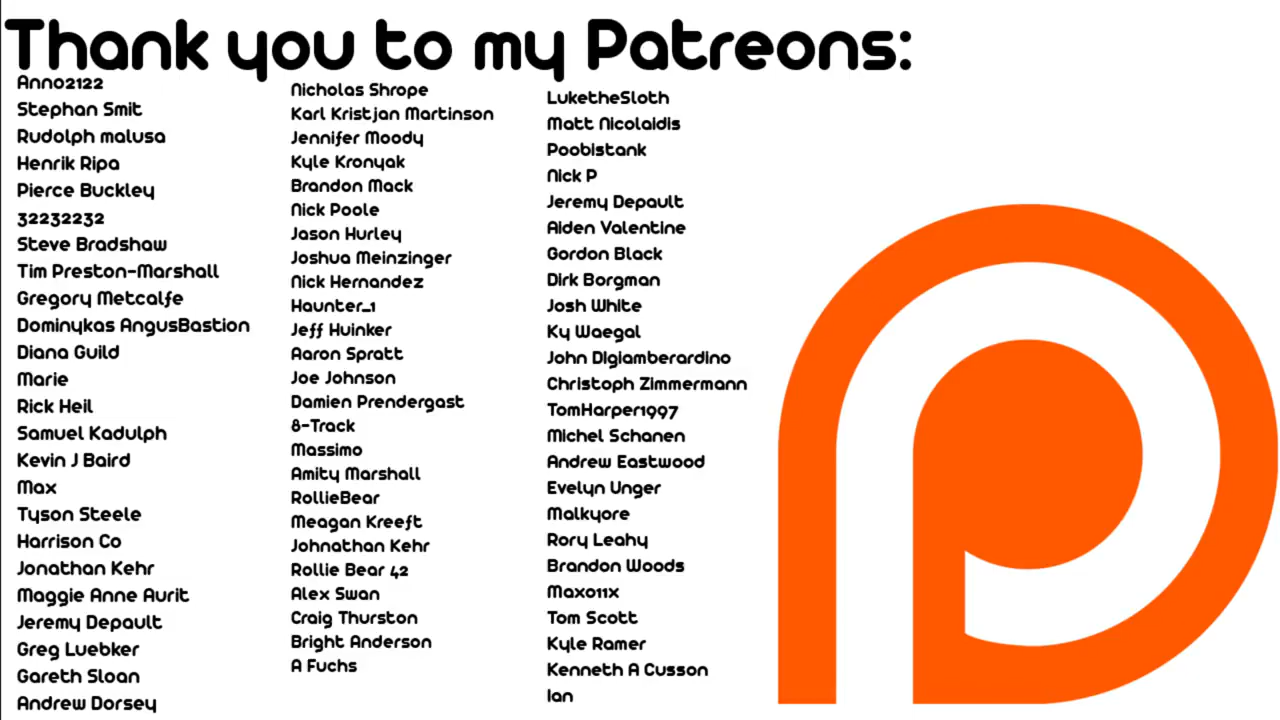 Thank you to my Patreons:
Anno2122
Stephan Smit
Rudolph malusa
Henrik Ripa
Pierce Buckley
32232232
Steve Bradshaw
Tim Preston-Marshall
Gregory Metcalfe
Dominykas AngusBastion
Diana Guild
Marie
Rick Heil
Samuel Kadulph
Kevin J Baird
Max
Tyson Steele
Harrison Co
Jonathan Kehr
Maggie Anne Aurit
Jeremy Depault
Greg Luebker
Gareth Sloan
Andrew Dorsey
Nicholas Shrope
Karl Kristjan Martinson
Jennifer Moody
Kyle Kronyak
Brandon Mack
Nick Poole
Jason Hurley
Joshua Meinzinger
Nick Hernandez
Haunter_1
Jeff Huinker
Aaron Spratt
Joe Johnson
Damien Prendergast
8-Track
Massimo
Amity Marshall
RollieBear
Meagan Kreeft
Johnathan Kehr
Rollie Bear 42
Alex Swan
Craig Thurston
Bright Anderson
A Fuchs
LuketheSloth
Matt Nicolaidis
Poobistank
Nick P
Jeremy Depault
Aiden Valentine
Gordon Black
Dirk Borgman
Josh White
Ky Waegal
John Digiamberardino
Christoph Zimmermann
TomHarper1997
Michel Schanen
Andrew Eastwood
Evelyn Unger
Malkyore
Rory Leahy
Brandon Woods
Max011x
Tom Scott
Kyle Ramer
Kenneth A Cusson
Ian